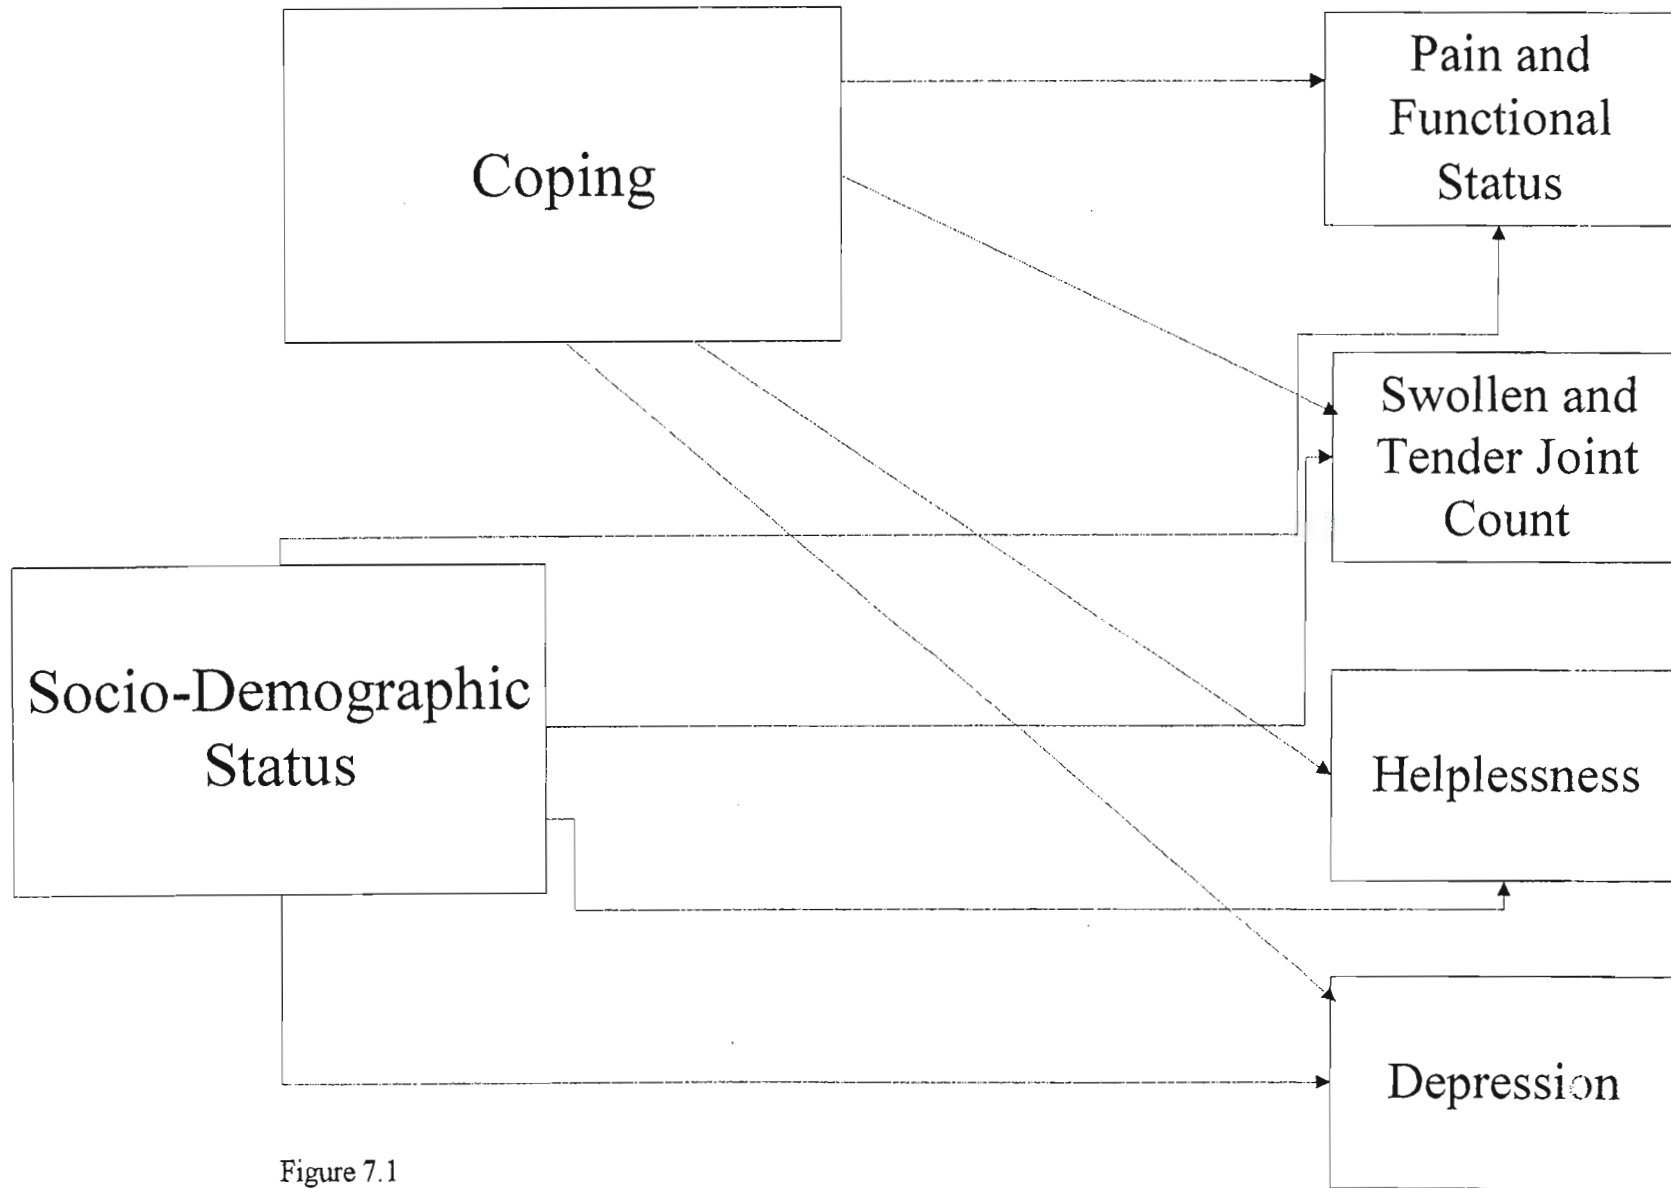 Coping
Pain and
Functional
Status
Swollen and
Tender Joint
Count
Socio-Demographic
Status
Helplessness
Depression
Figure 7.1